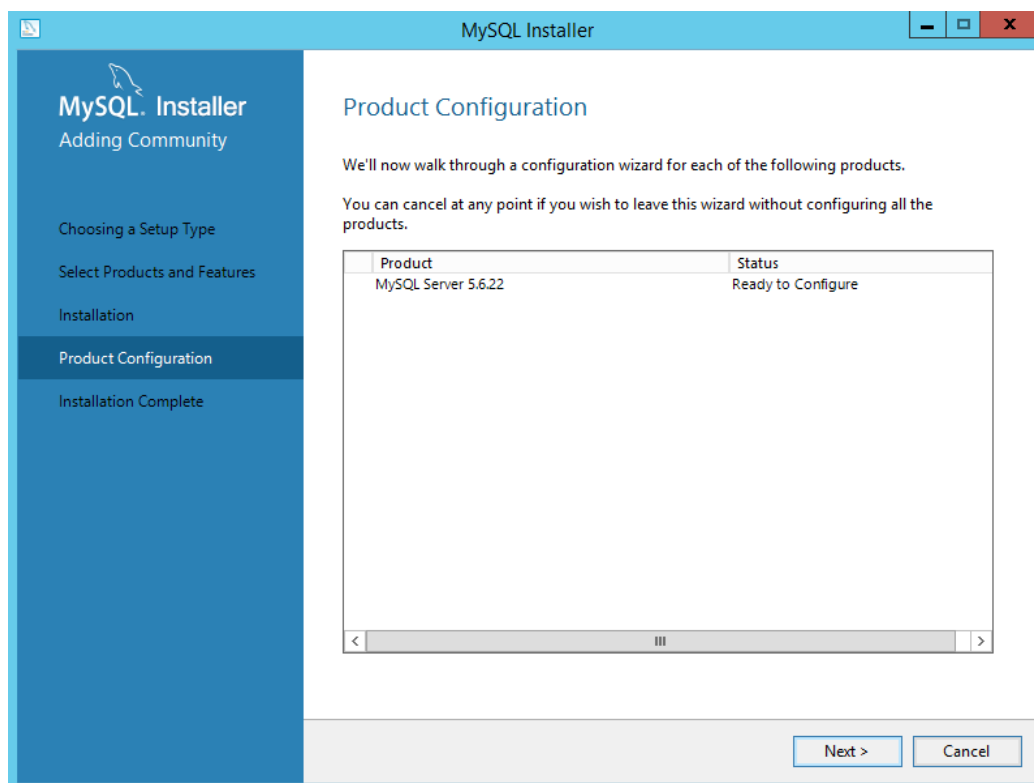 MySQL Installer
MySQL. Installer
Adding Community
Choosing a Setup Type
Select Products and Features
Installation
Product Configuration
Installation Complete
Product Configuration
We'll now walk through a configuration wizard for each of the following products.
You can cancel at any point if you wish to leave this wizard without configuring all the
products.
Product Status
MySQL Server 5.6.22 Ready to Configure
Next > Cancel